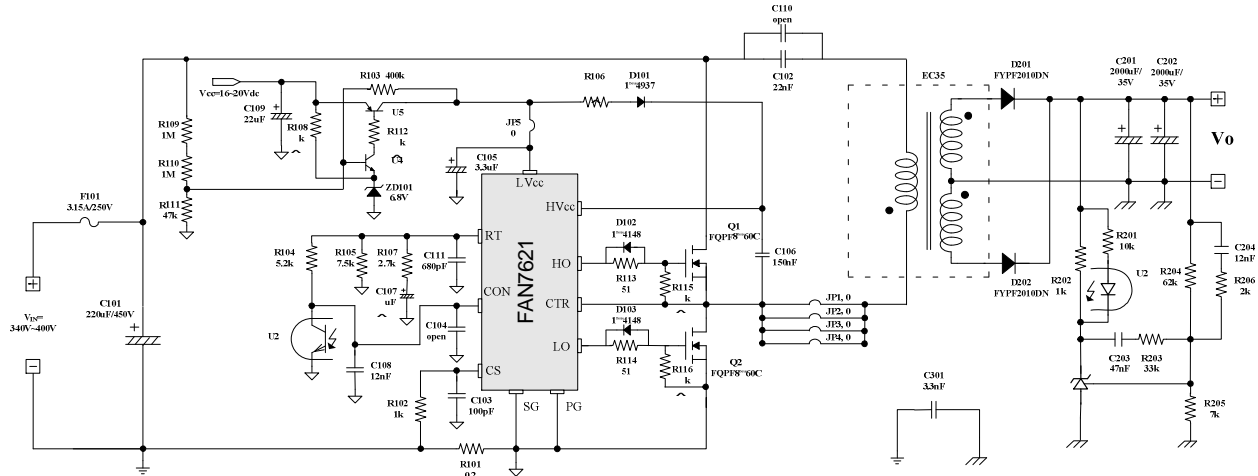 C110
open
C102
22nF
EC35
D201
FYPF2010DN
C201
2000uF/
35V
C202
2000uF/
35V
Vo
Vcc=16~20Vdc
R103 400k
C109
22uF
R108
k
U5
R112
k
R106
D101
JP5
0
R109
1M
R110
1M
R111
47k
ZD101
6.8V
C105
3.3uF
LVcc
HVcc
F101
3.15A/250V
VIN=
340V~400V
C101
220uF/450V
R104
5.2k
R105
7.5k
R107
2.7k
C107
uF
C111
680pF
RT
CON
CS
FAN7621
HO
CTR
LO
SG
PG
D102
R113
51
R115
k
Q1
C106
150nF
D103
R114
51
R116
k
Q2
JP1, 0
JP2, 0
JP3, 0
JP4, 0
U2
C104
open
C108
12nF
R102
1k
C103
100pF
R101
C301
3.3nF
D202
FYPF2010DN
R202
1k
R201
10k
U2
C203
47nF
R203
33k
R204
62k
C204
12nF
R206
2k
R205
7k